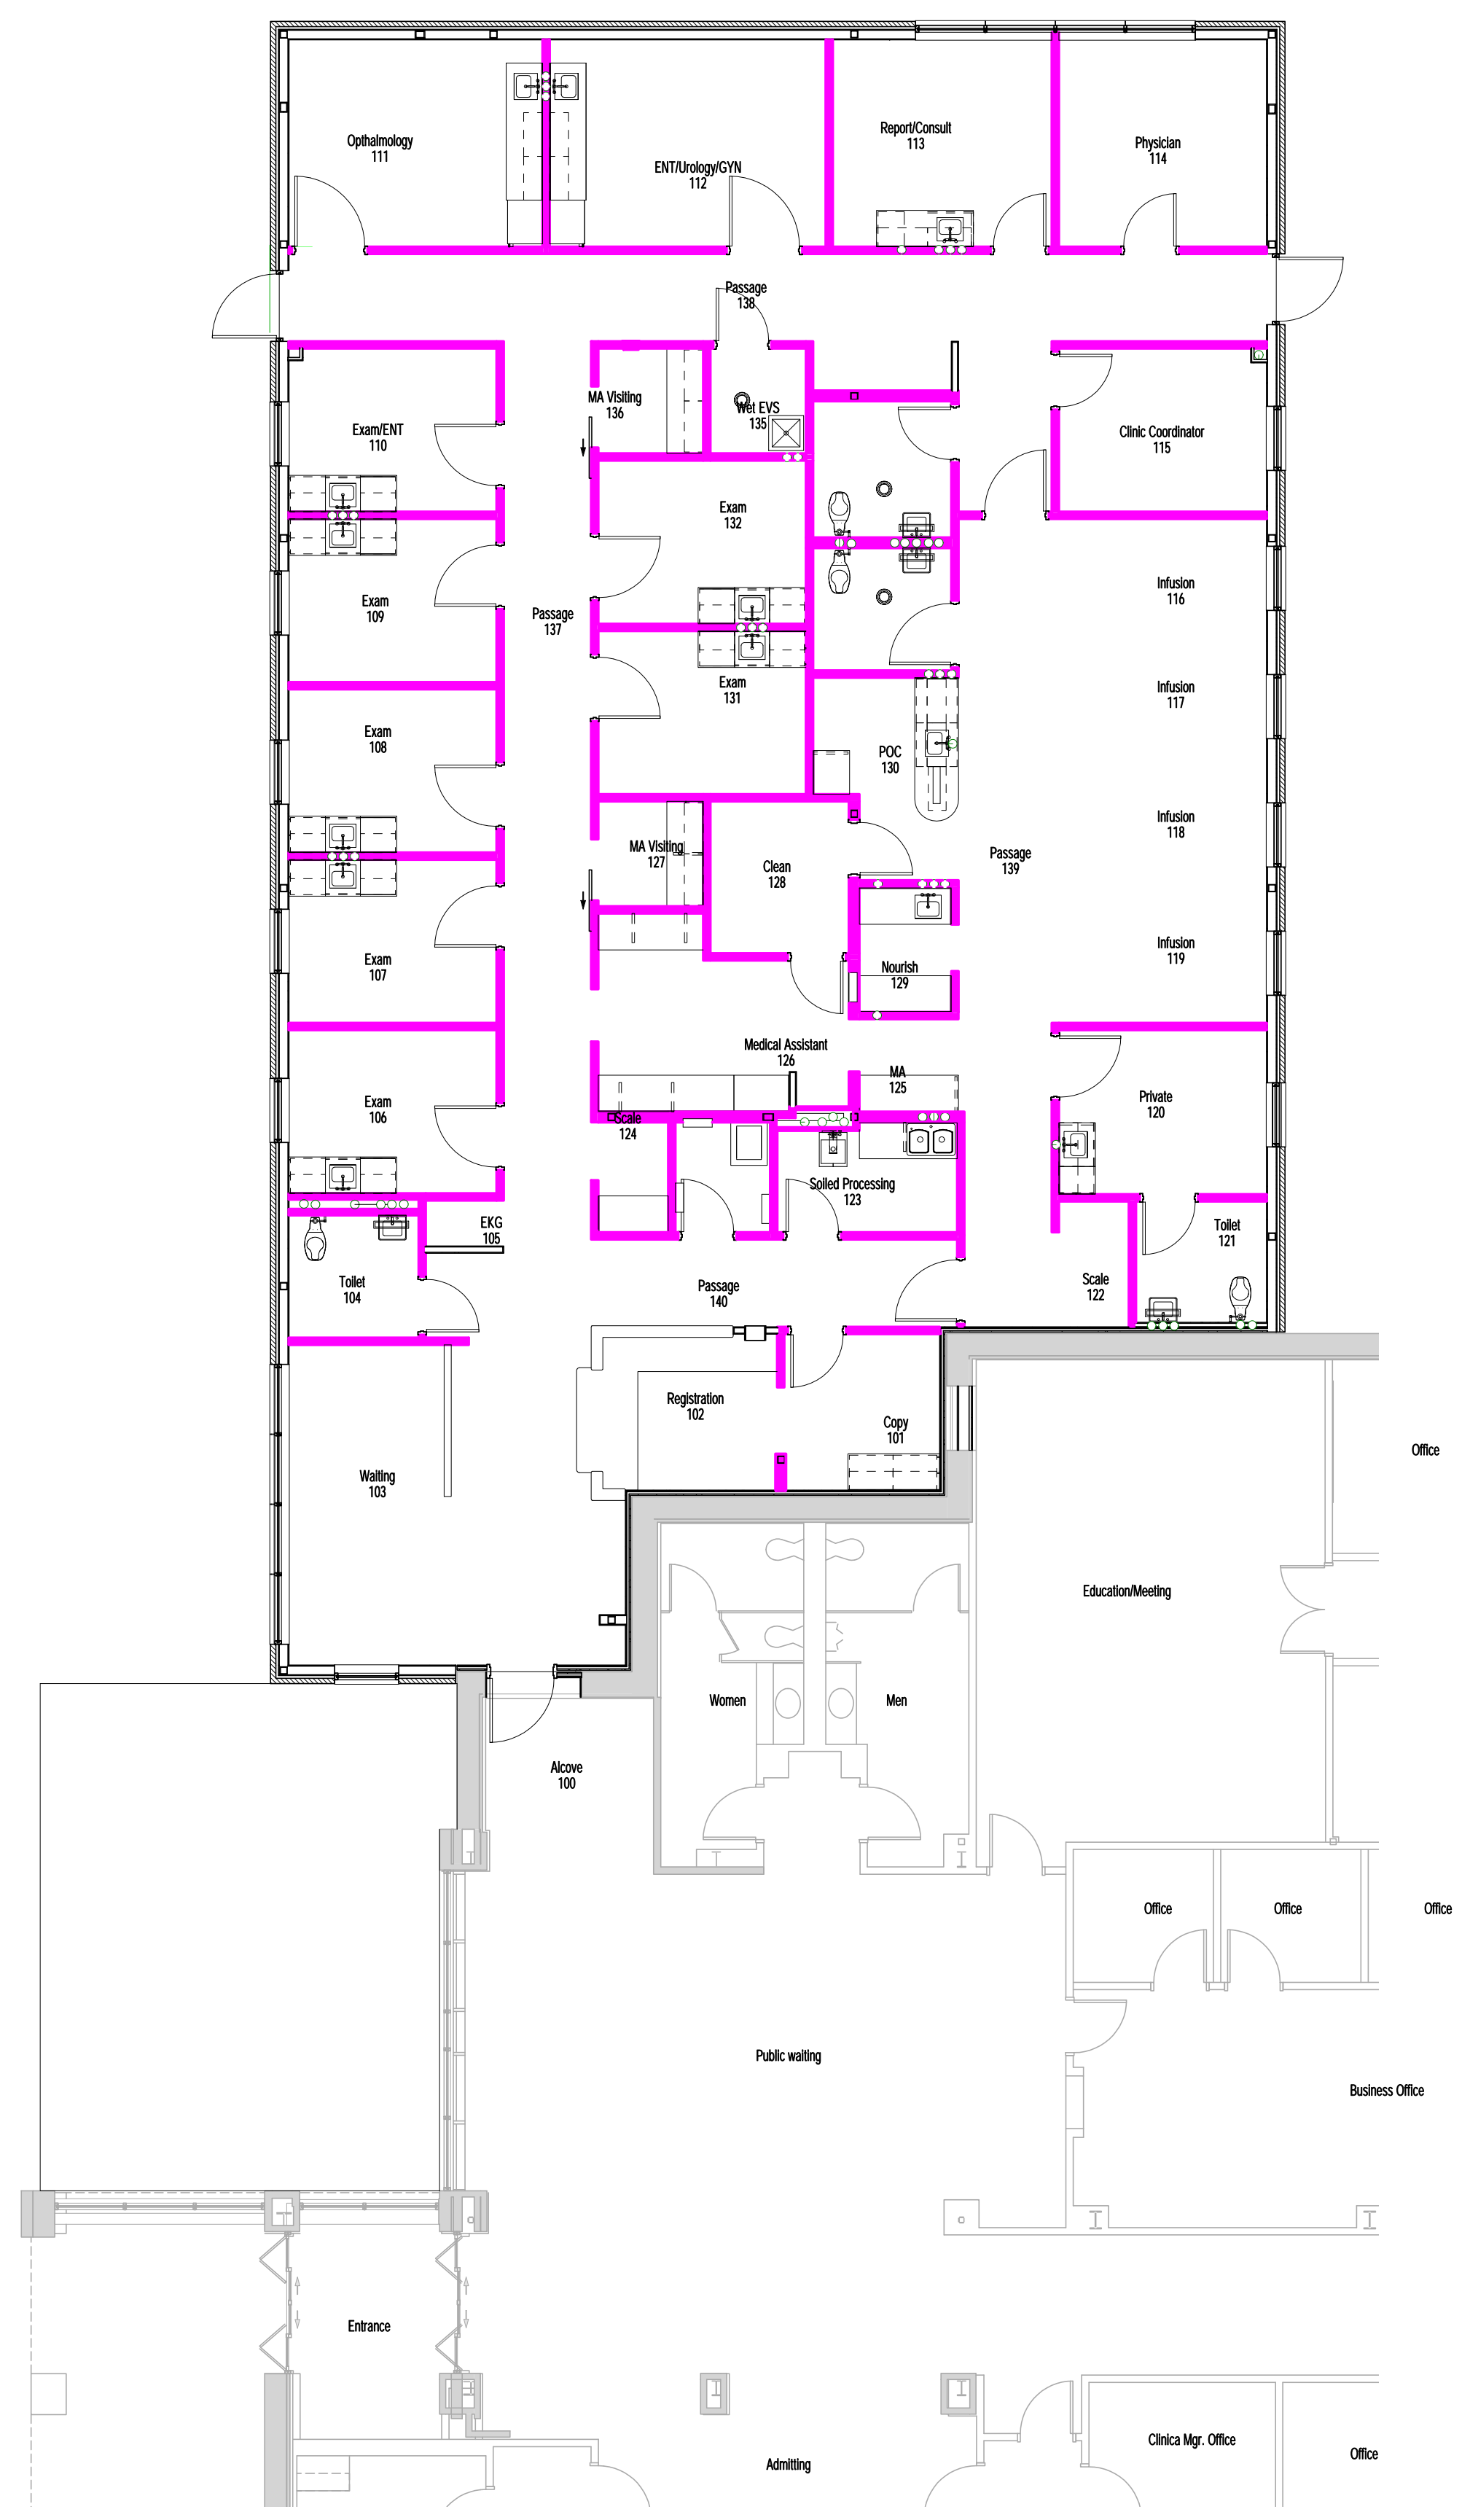 Opthalmology
111
ENT/Urology/GYN
112
Report/Consult
113
Physician
114
Passage
138
MA Visiting
136
Wet EVS
135
Exam/ENT
110
Clinic Coordinator
115
Exam
132
Exam
109
Passage
137
Infusion
116
Exam
131
Infusion
117
Exam
108
POC
130
Infusion
118
MA Visiting
127
Clean
128
Passage
139
Exam
107
Nourish
129
Infusion
119
Medical Assistant
126
MA
125
Exam
106
Scale
124
Private
120
Soiled Processing
123
EKG
105
Toilet
121
Toilet
104
Passage
140
Scale
122
Registration
102
Copy
101
Waiting
103
Office
Education/Meeting
Women
Men
Alcove
100
Office
Office
Office
Public waiting
Business Office
Entrance
Clinica Mgr. Office
Office
Admitting